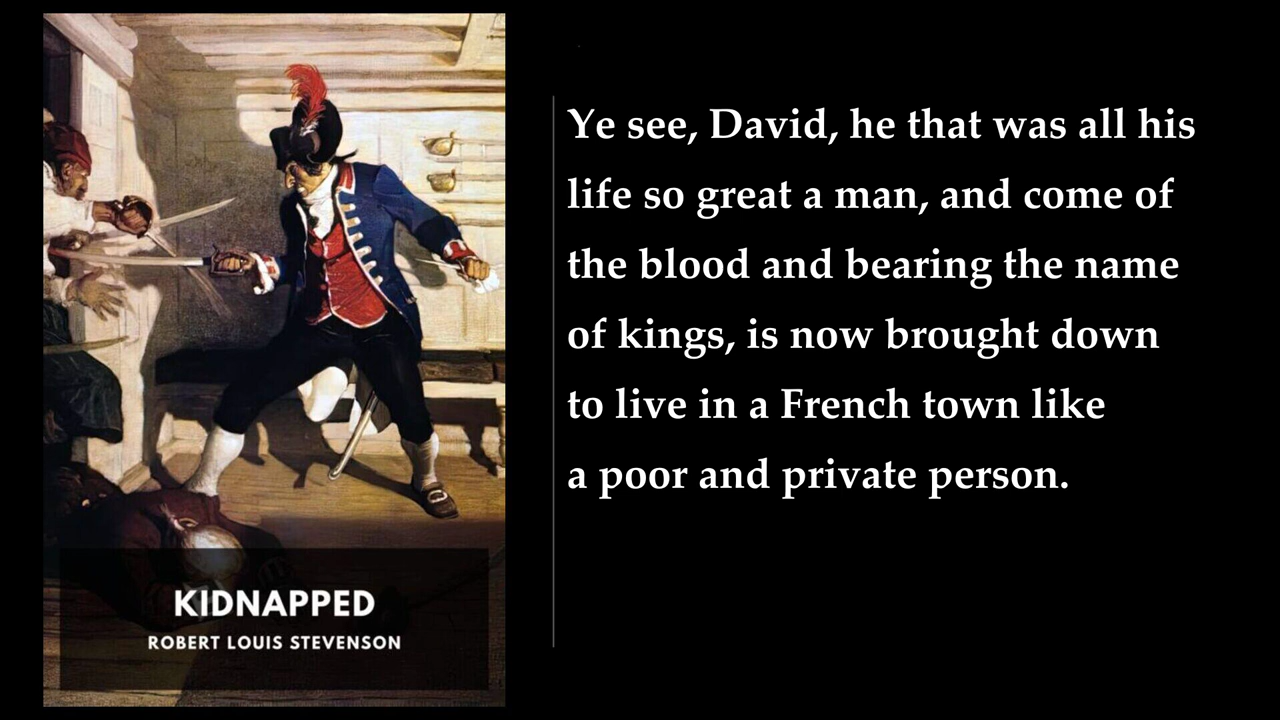 KIDNAPPED
ROBERT LOUIS STEVENSON
Ye see, David, he that was all his
life so great a man, and come of
the blood and bearing the name
of kings, is now brought down
to live in a French town like
a poor and private person.